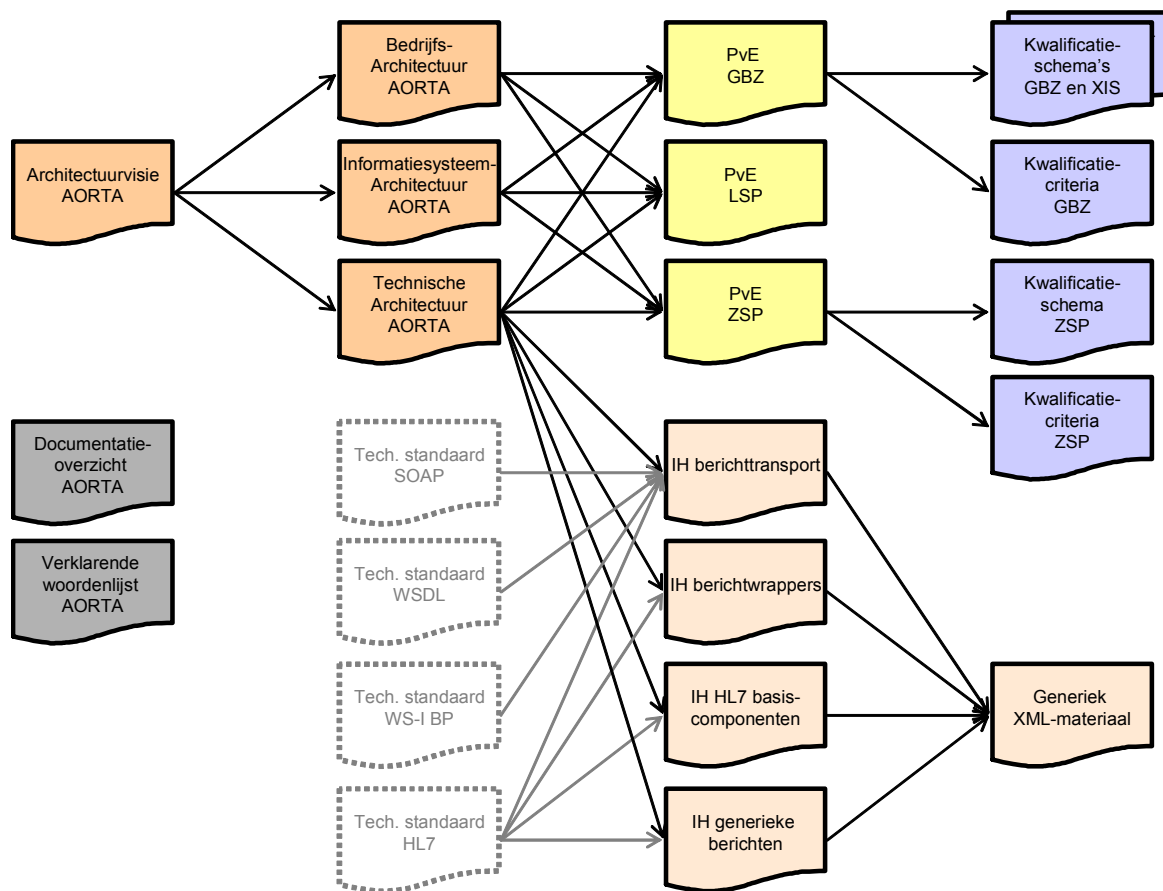 Bedrijfs-
Architectuur
AORTA
PvE
GBZ
Kwalificatie-
schema's
GBZ en XIS
Architectuurvisie
AORTA
Informatiesysteem-
Architectuur
AORTA
PvE
LSP
Kwalificatie-
criteria
GBZ
Technische
Architectuur
AORTA
PvE
ZSP
Kwalificatie-
schema
ZSP
Kwalificatie-
criteria
ZSP
Documentatie-
overzicht
AORTA
Tech. standaard
SOAP
IH berichttransport
Verklarende
woordenlijst
AORTA
Tech. standaard
WSDL
IH berichtwrappers
Tech. standaard
WS-I BP
IH HL7 basis-
componenten
Generiek
XML-materiaal
Tech. standaard
HL7
IH generieke
berichten